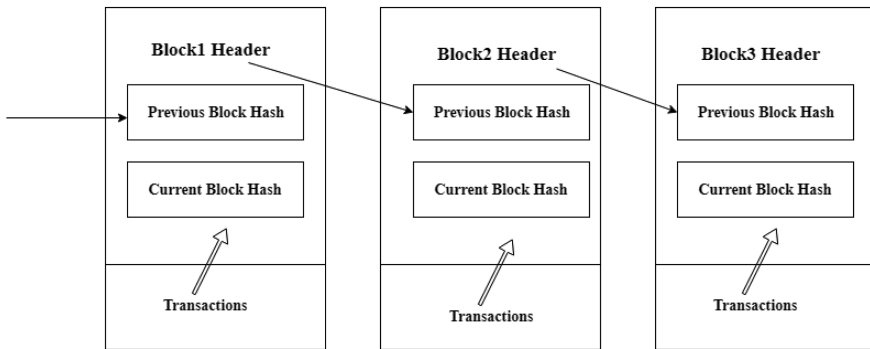 Block1 Header
Previous Block Hash
Current Block Hash
Transactions
Block2 Header
Previous Block Hash
Current Block Hash
Transactions
Block3 Header
Previous Block Hash
Current Block Hash
Transactions